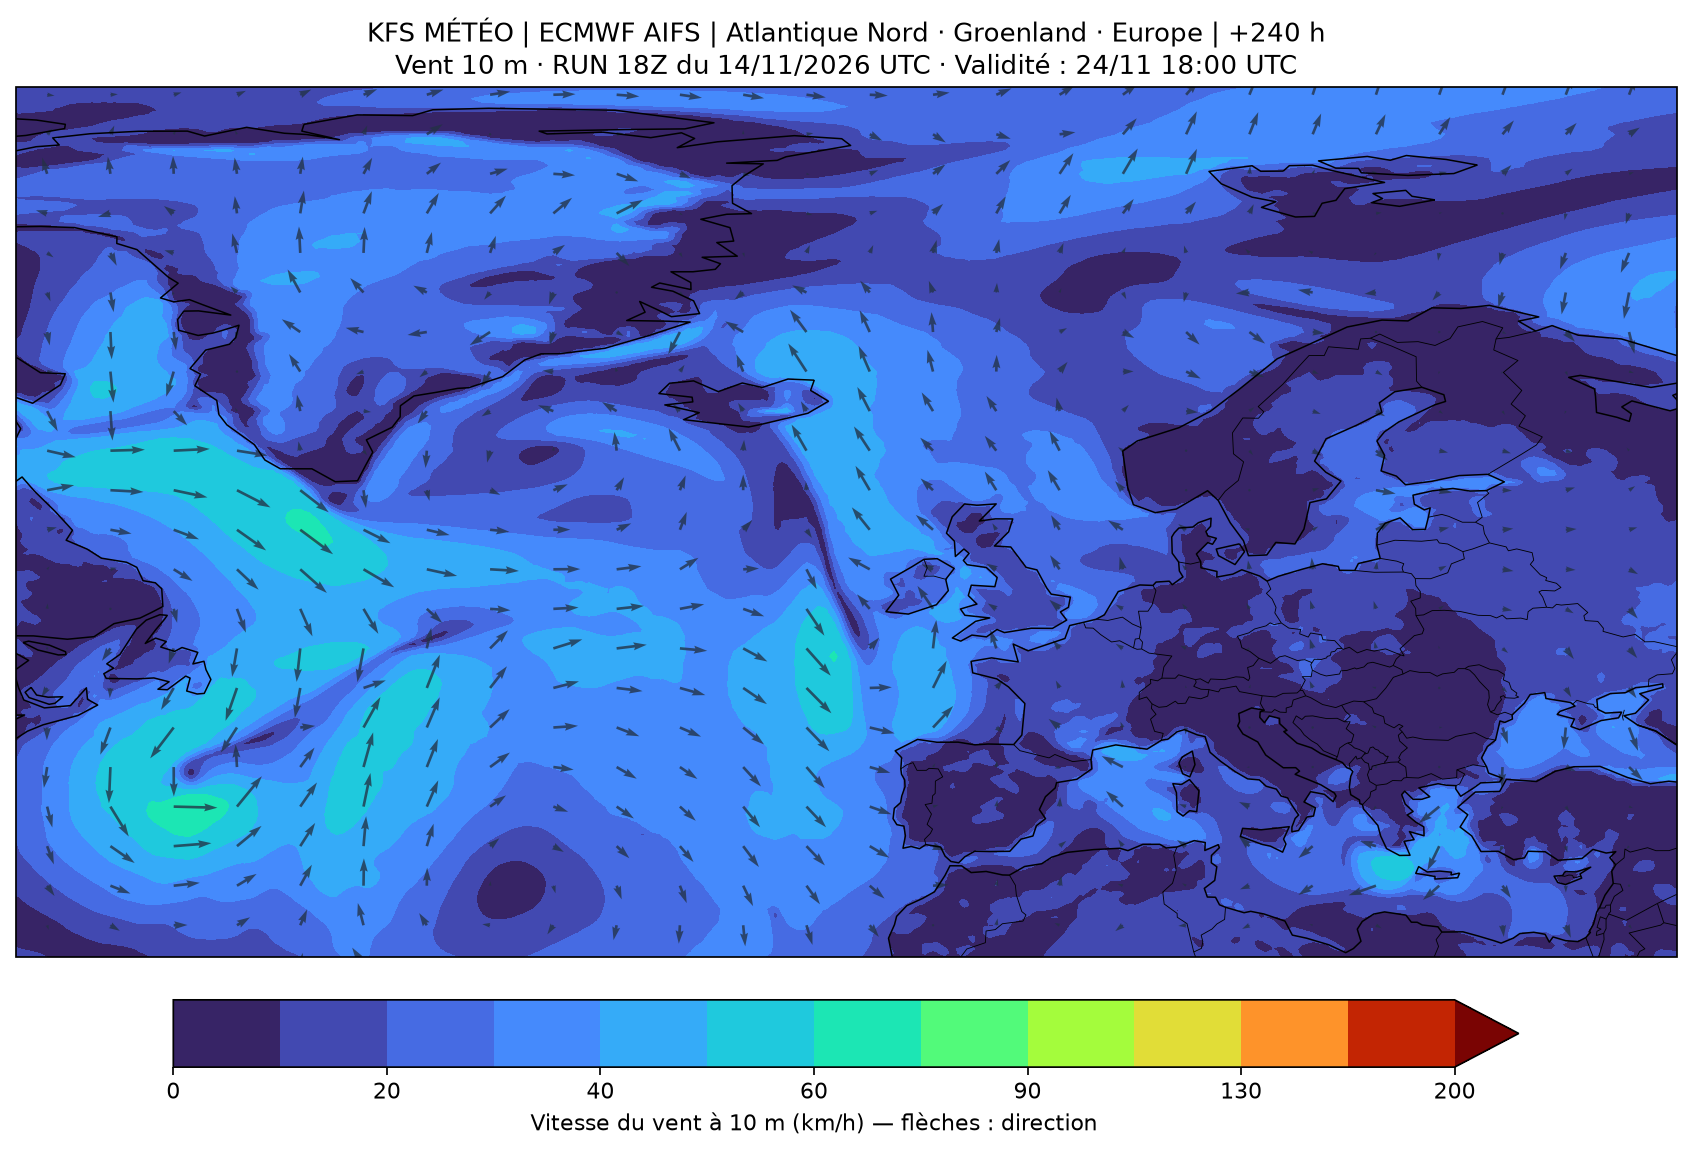 KFS MÉTÉO | ECMWF AIFS | Atlantique Nord · Groenland · Europe | +240 h
Vent 10 m · RUN 18Z du 14/11/2026 UTC · Validité : 24/11 18:00 UTC
0 20 40 60 90 130 200
Vitesse du vent à 10 m (km/h) — flèches : direction